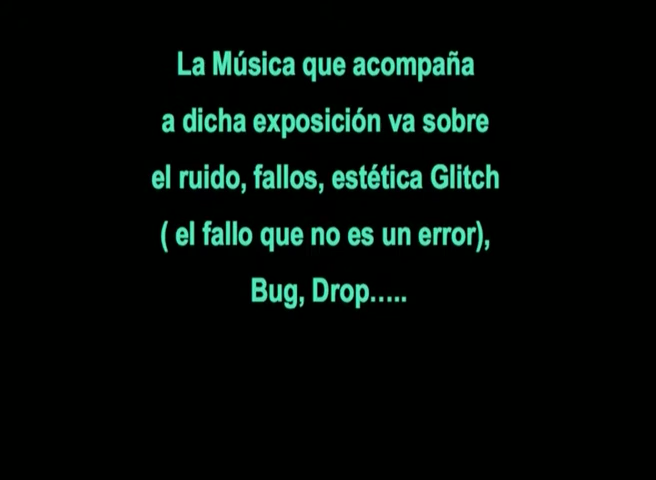 La Música que acompaña
a dicha exposición va sobre
el ruido, fallos, estética Glitch
( el fallo que no es un error),
Bug, Drop…..